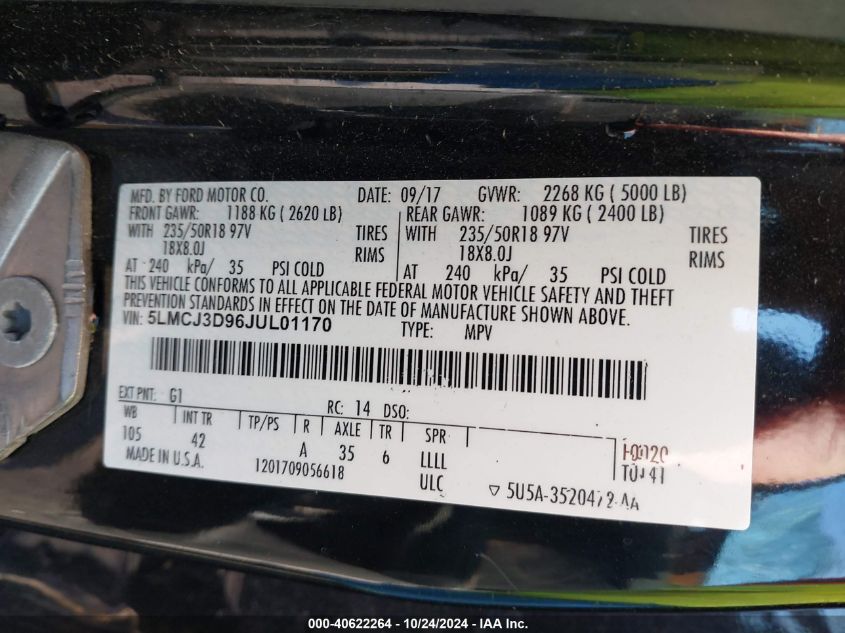 MFD. BY FORD MOTOR CO. DATE: 09/17 GVWR: 2268 KG ( 5000 LB)
FRONT GAWR: 1188 KG ( 2620 LB) REAR GAWR: 1089 KG ( 2400 LB)
WITH 235/50R18 97V TIRES WITH 235/50R18 97V TIRES
18X8.0J RIMS 18X8.0J RIMS
AT 240 kPa/ 35 PSI COLD AT 240 kPa/ 35 PSI COLD
THIS VEHICLE CONFORMS TO ALL APPLICABLE FEDERAL MOTOR VEHICLE SAFETY AND THEFT
PREVENTION STANDARDS IN EFFECT ON THE DATE OF MANUFACTURE SHOWN ABOVE.
VIN: 5LMCJ3D96JUL01170 TYPE: MPV
EXT PNT: G1 RC: 14 DSO:
WB INT TR TP/PS R AXLE TR SPR
105 42 A 35 6 LLLL
MADE IN U.S.A. 1201709056618 ULC
▽ 5U5A-3520472-AA
000-40622264 - 10/24/2024 - IAA Inc.